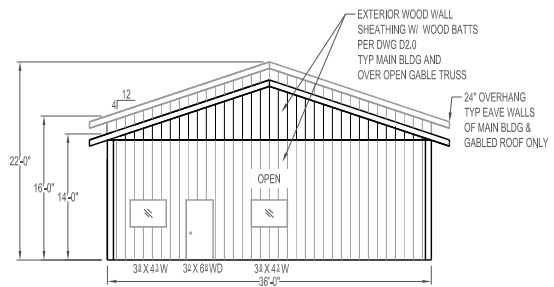 EXTERIOR WOOD WALL
SHEATHING W/ WOOD BATTS
PER DWG D2.0
TYP MAIN BLDG AND
OVER OPEN GABLE TRUSS
12
4
24" OVERHANG
TYP EAVE WALLS
OF MAIN BLDG &
GABLED ROOF ONLY
22'-0"
16'-0"
14'-0"
OPEN
36'-0"